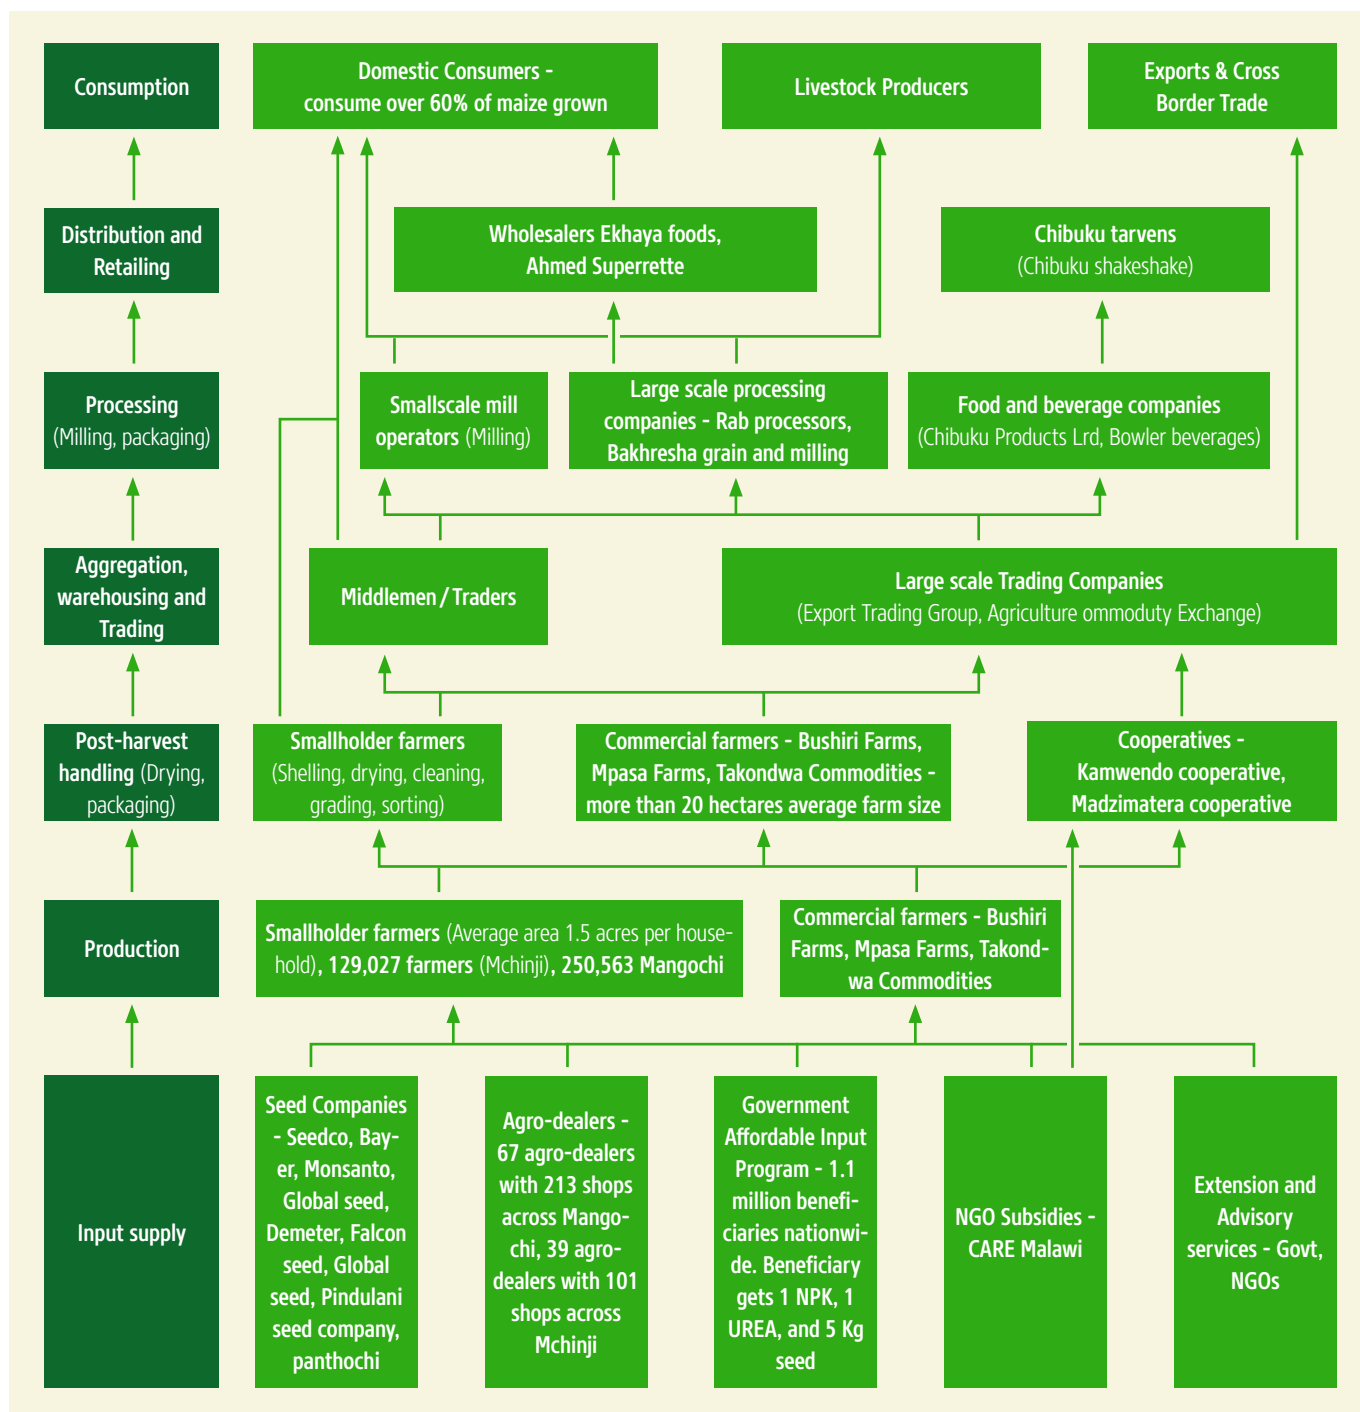 Consumption
Domestic Consumers -
consume over 60% of maize grown
Livestock Producers
Exports & Cross
Border Trade
Distribution and
Retailing
Wholesalers Ekhaya foods,
Ahmed Superrette
Chibuku tarvens
(Chibuku shakeshake)
Processing
(Milling, packaging)
Smallscale mill
operators (Milling)
Large scale processing
companies - Rab processors,
Bakhresha grain and milling
Food and beverage companies
(Chibuku Products Lrd, Bowler beverages)
Aggregation,
warehousing and
Trading
Middlemen / Traders
Large scale Trading Companies
(Export Trading Group, Agriculture ommoduty Exchange)
Post-harvest
handling (Drying,
packaging)
Smallholder farmers
(Shelling, drying, cleaning,
grading, sorting)
Commercial farmers - Bushiri Farms,
Mpasa Farms, Takondwa Commodities -
more than 20 hectares average farm size
Cooperatives -
Kamwendo cooperative,
Madzimatera cooperative
Production
Smallholder farmers (Average area 1.5 acres per house-
hold), 129,027 farmers (Mchinji), 250,563 Mangochi
Commercial farmers - Bushiri
Farms, Mpasa Farms, Takond-
wa Commodities
Input supply
Seed Companies
- Seedco, Bay-
er, Monsanto,
Global seed,
Demeter, Falcon
seed, Global
seed, Pindulani
seed company,
panthochi
Agro-dealers -
67 agro-dealers
with 213 shops
across Mango-
chi, 39 agro-
dealers with 101
shops across
Mchinji
Government
Affordable Input
Program - 1.1
million benefi-
ciaries nationwi-
de. Beneficiary
gets 1 NPK, 1
UREA, and 5 Kg
seed
NGO Subsidies -
CARE Malawi
Extension and
Advisory
services - Govt,
NGOs